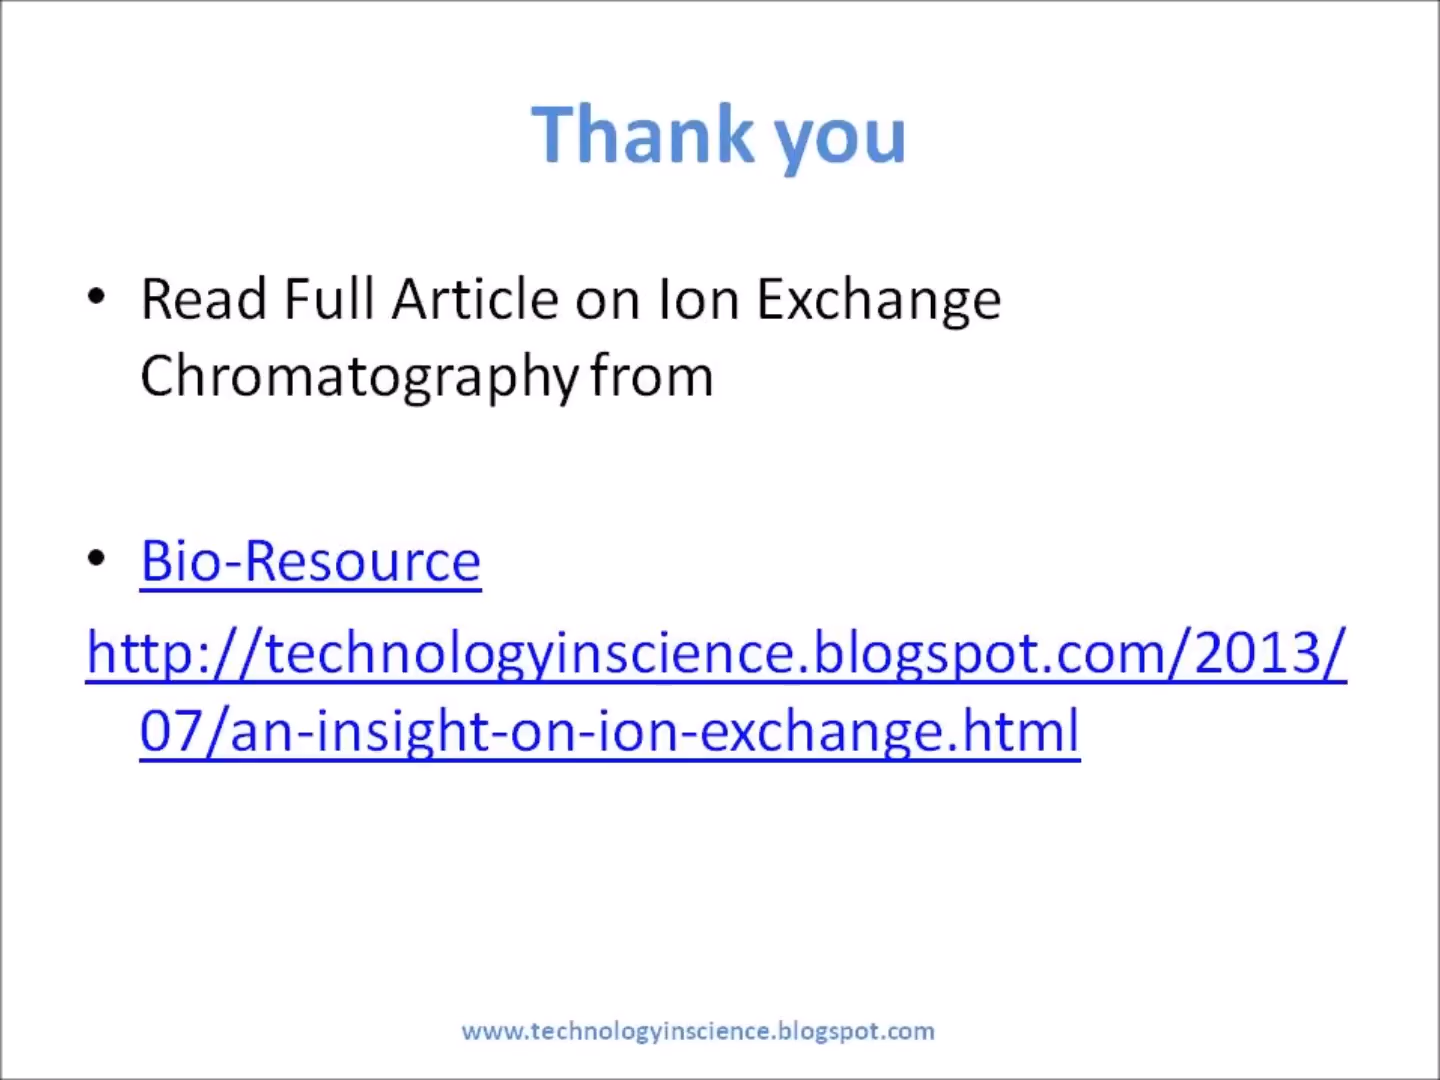 Thank you
• Read Full Article on Ion Exchange
Chromatography from
• Bio-Resource
http://technologyinscience.blogspot.com/2013/
07/an-insight-on-ion-exchange.html
www.technologyinscience.blogspot.com